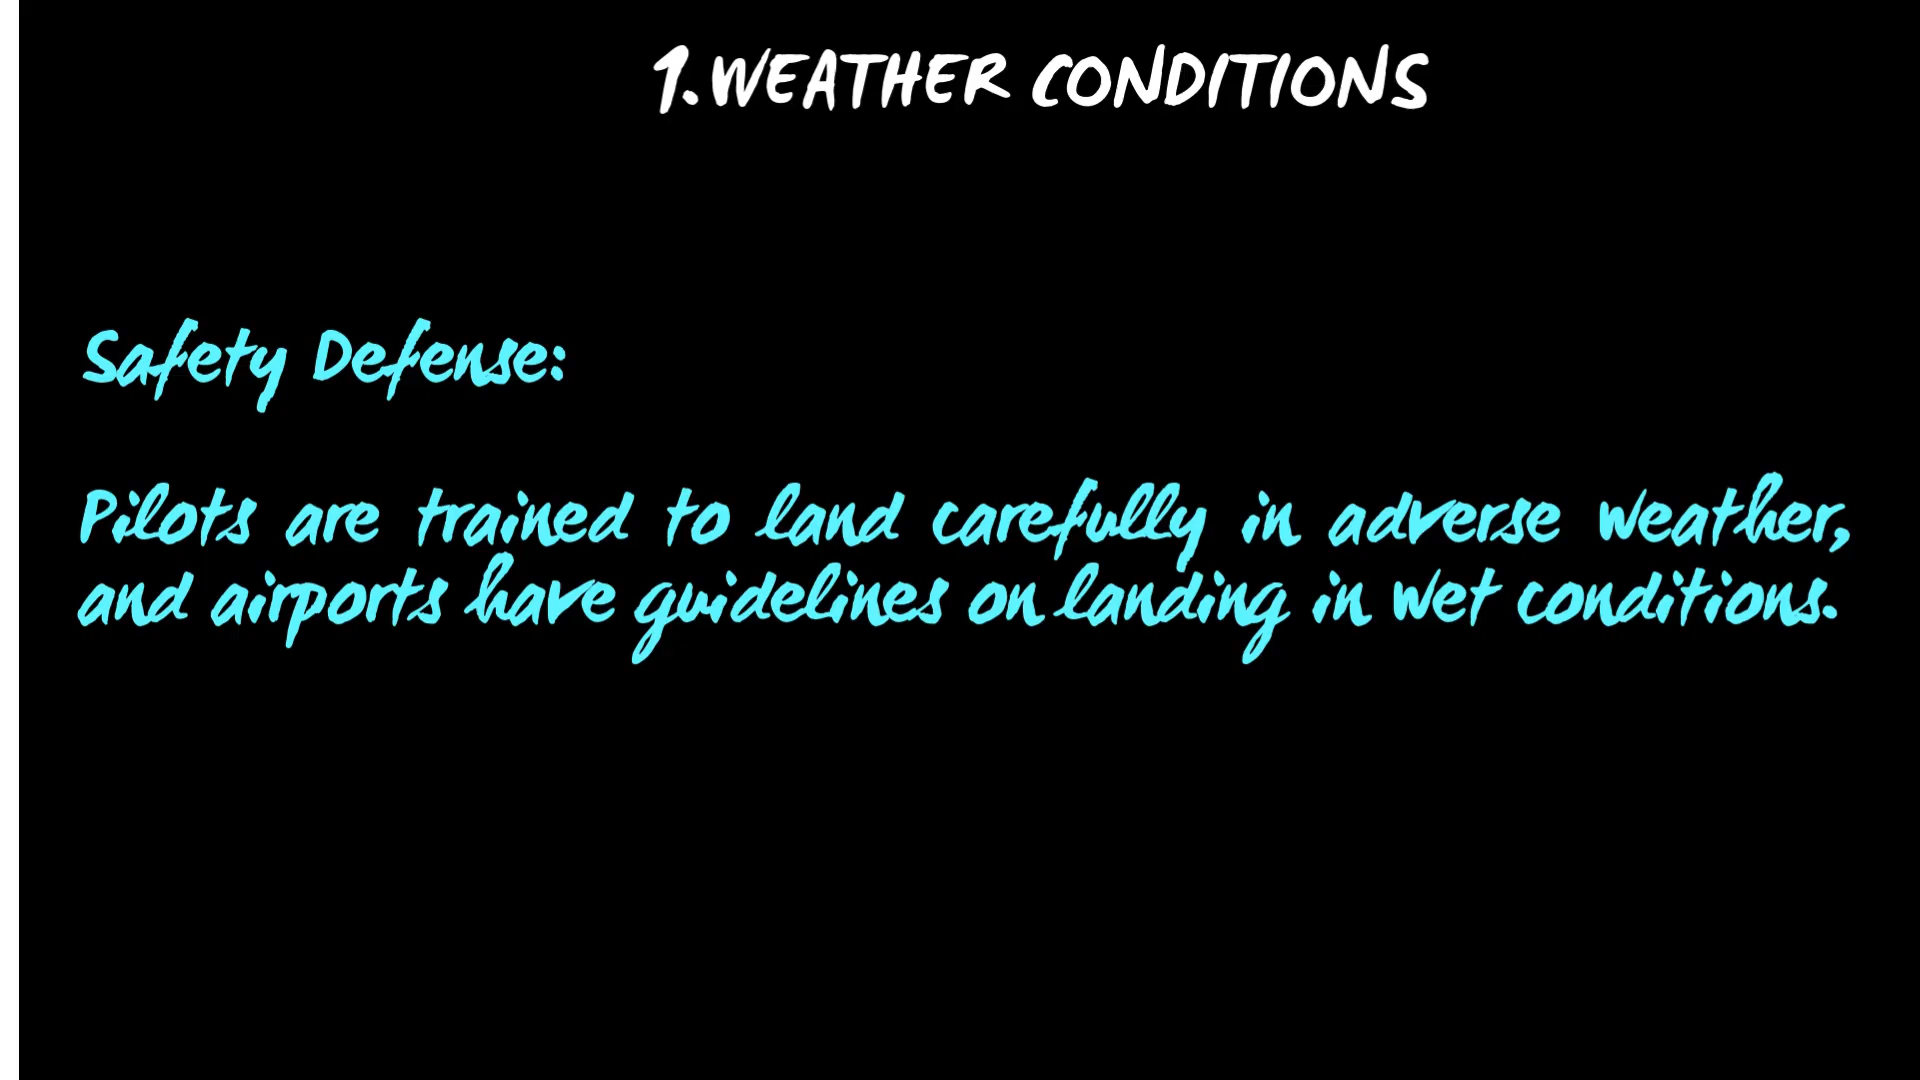 1.WEATHER CONDITIONS
Safety Defense:
Pilots are trained to land carefully in adverse weather,
and airports have guidelines on landing in wet conditions.